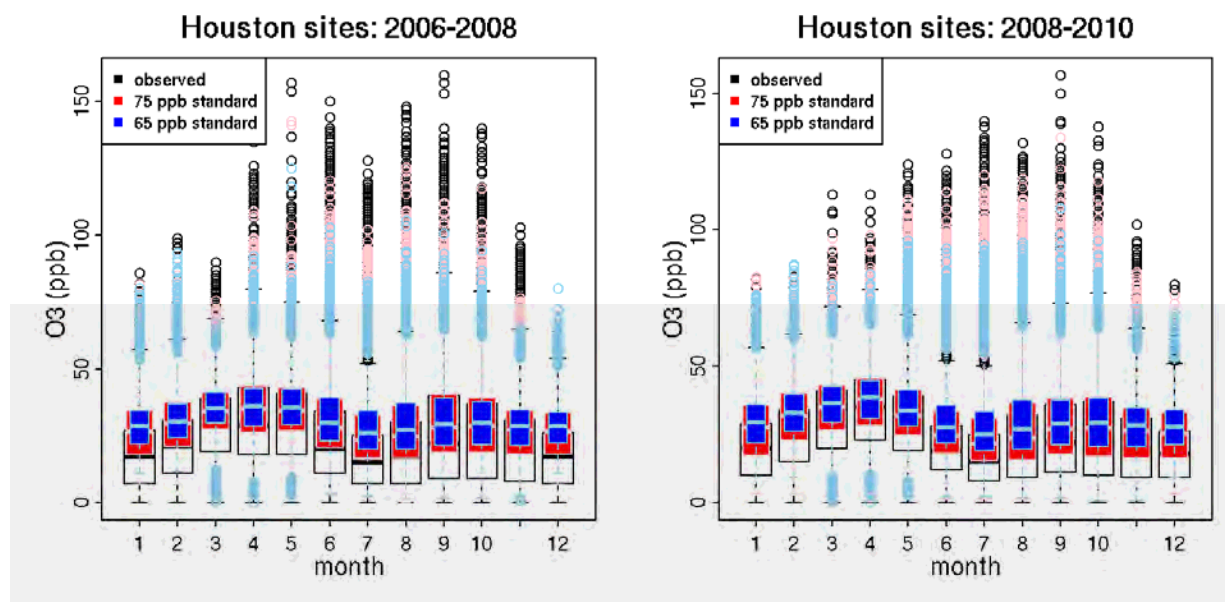 Houston sites: 2006-2008
observed
75 ppb standard
65 ppb standard
O3 (ppb)
150
100
50
0
1 2 3 4 5 6 7 8 9 10 12
month
Houston sites: 2008-2010
observed
75 ppb standard
65 ppb standard
O3 (ppb)
150
100
50
0
1 2 3 4 5 6 7 8 9 10 12
month